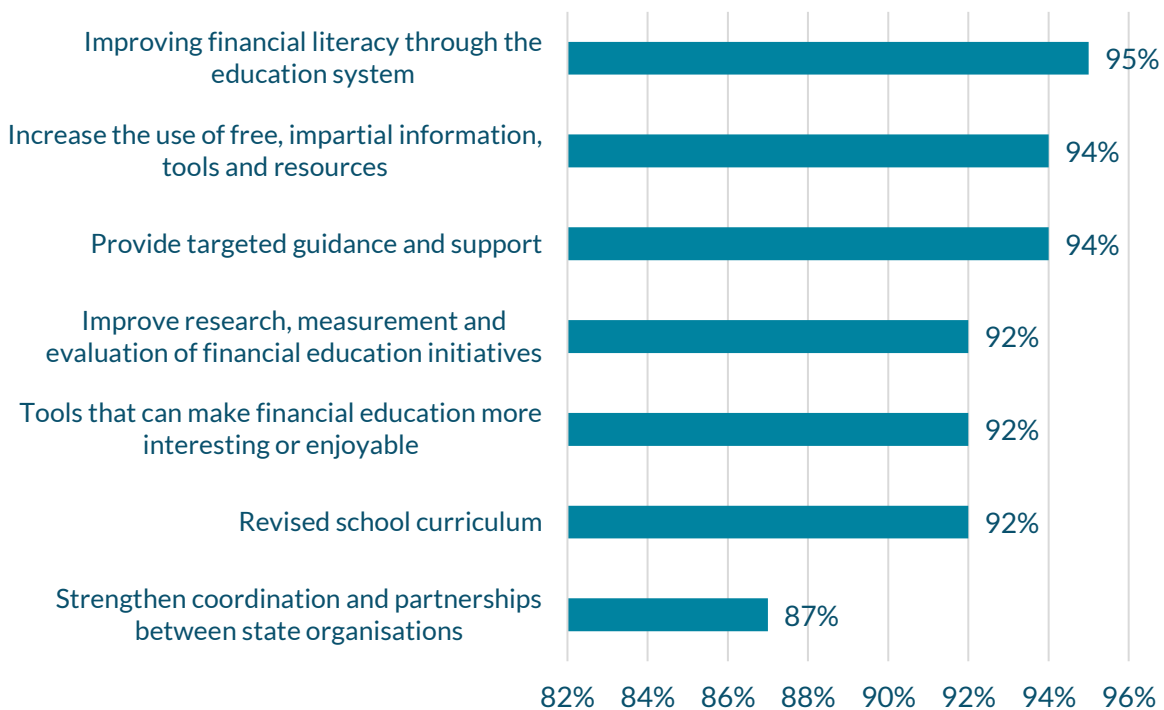 Improving financial literacy through the
education system
95%
Increase the use of free, impartial information,
tools and resources
94%
Provide targeted guidance and support
94%
Improve research, measurement and
evaluation of financial education initiatives
92%
Tools that can make financial education more
interesting or enjoyable
92%
Revised school curriculum
92%
Strengthen coordination and partnerships
between state organisations
87%
82% 84% 86% 88% 90% 92% 94% 96%